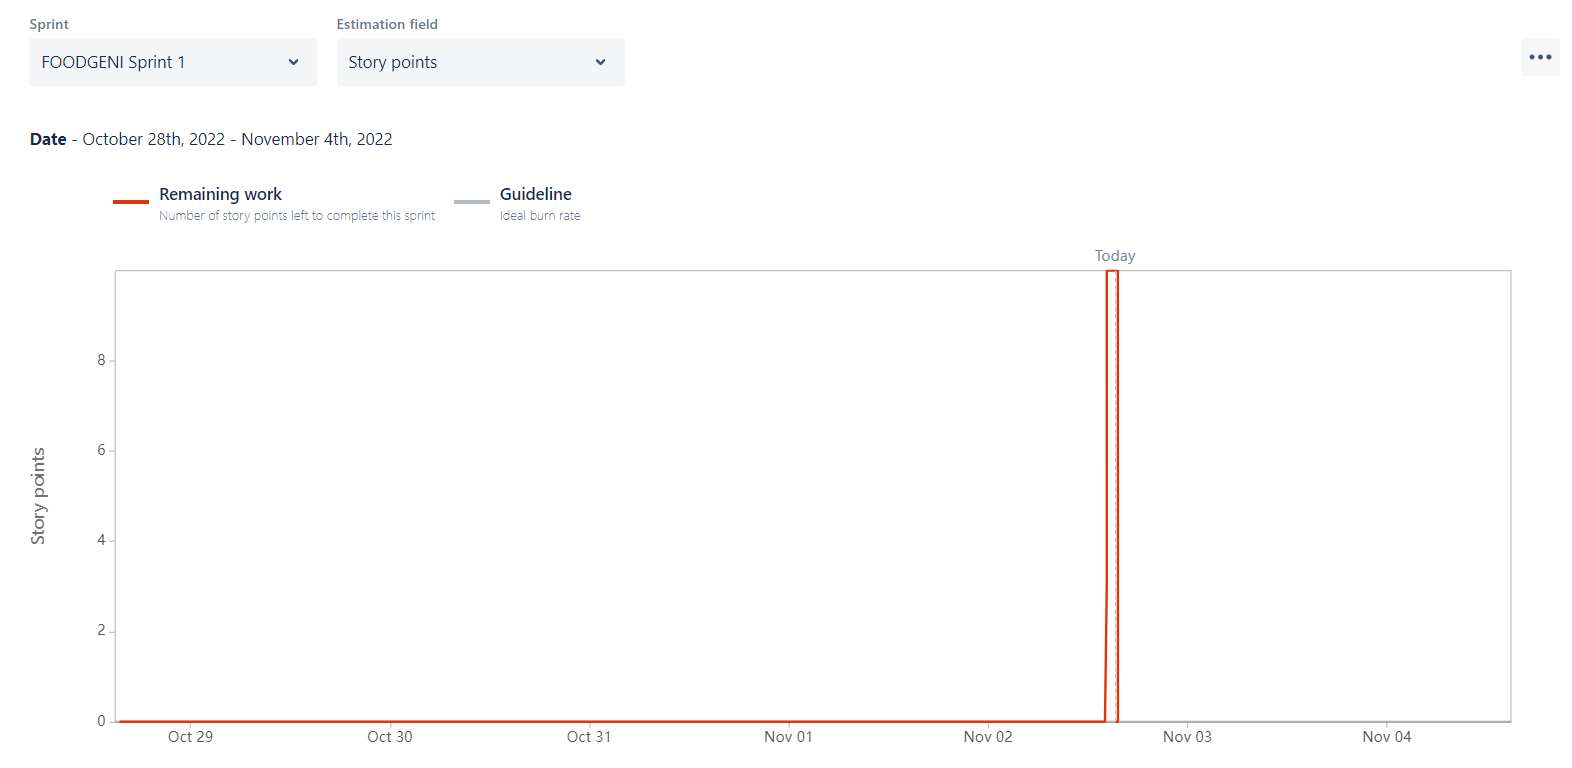 Sprint
Estimation field
FOODGENI Sprint 1
Story points
Date - October 28th, 2022 - November 4th, 2022
Remaining work
Number of story points left to complete this sprint
Guideline
Ideal burn rate
Today
8
6
4
2
0
Story points
Oct 29
Oct 30
Oct 31
Nov 01
Nov 02
Nov 03
Nov 04